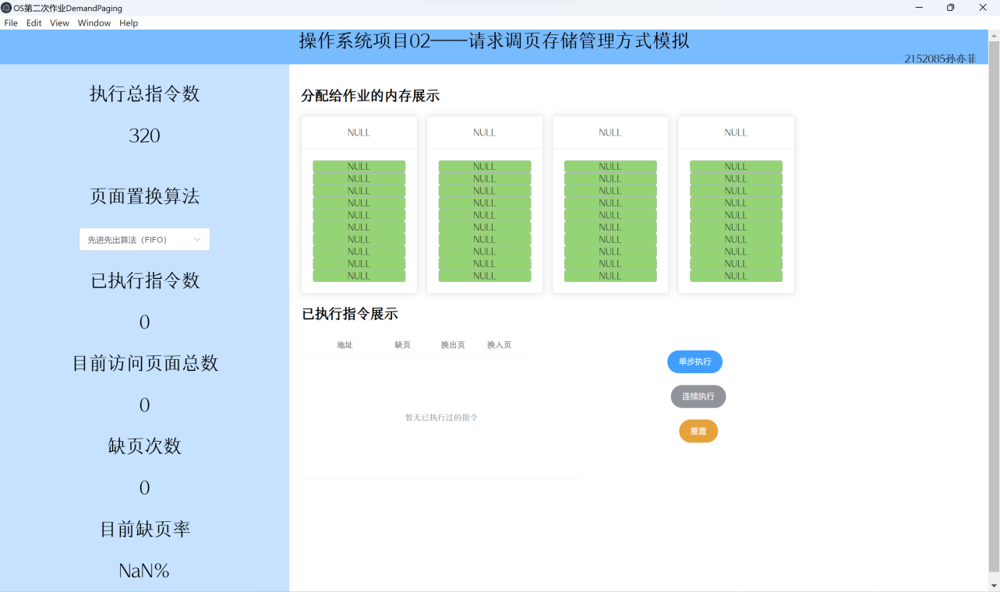 OS第二次作业DemandPaging
File Edit View Window Help
操作系统项目02——请求调页存储管理方式模拟
2152085孙亦菲
执行总指令数
320
页面置换算法
先进先出算法（FIFO）
已执行指令数
0
目前访问页面总数
0
缺页次数
0
目前缺页率
NaN%
分配给作业的内存展示
NULL NULL NULL NULL
NULL NULL NULL NULL
NULL NULL NULL NULL
NULL NULL NULL NULL
NULL NULL NULL NULL
NULL NULL NULL NULL
NULL NULL NULL NULL
NULL NULL NULL NULL
NULL NULL NULL NULL
NULL NULL NULL NULL
NULL NULL NULL NULL
已执行指令展示
地址 缺页 换出页 换入页
暂无已执行过的指令
单步执行
连续执行
重置